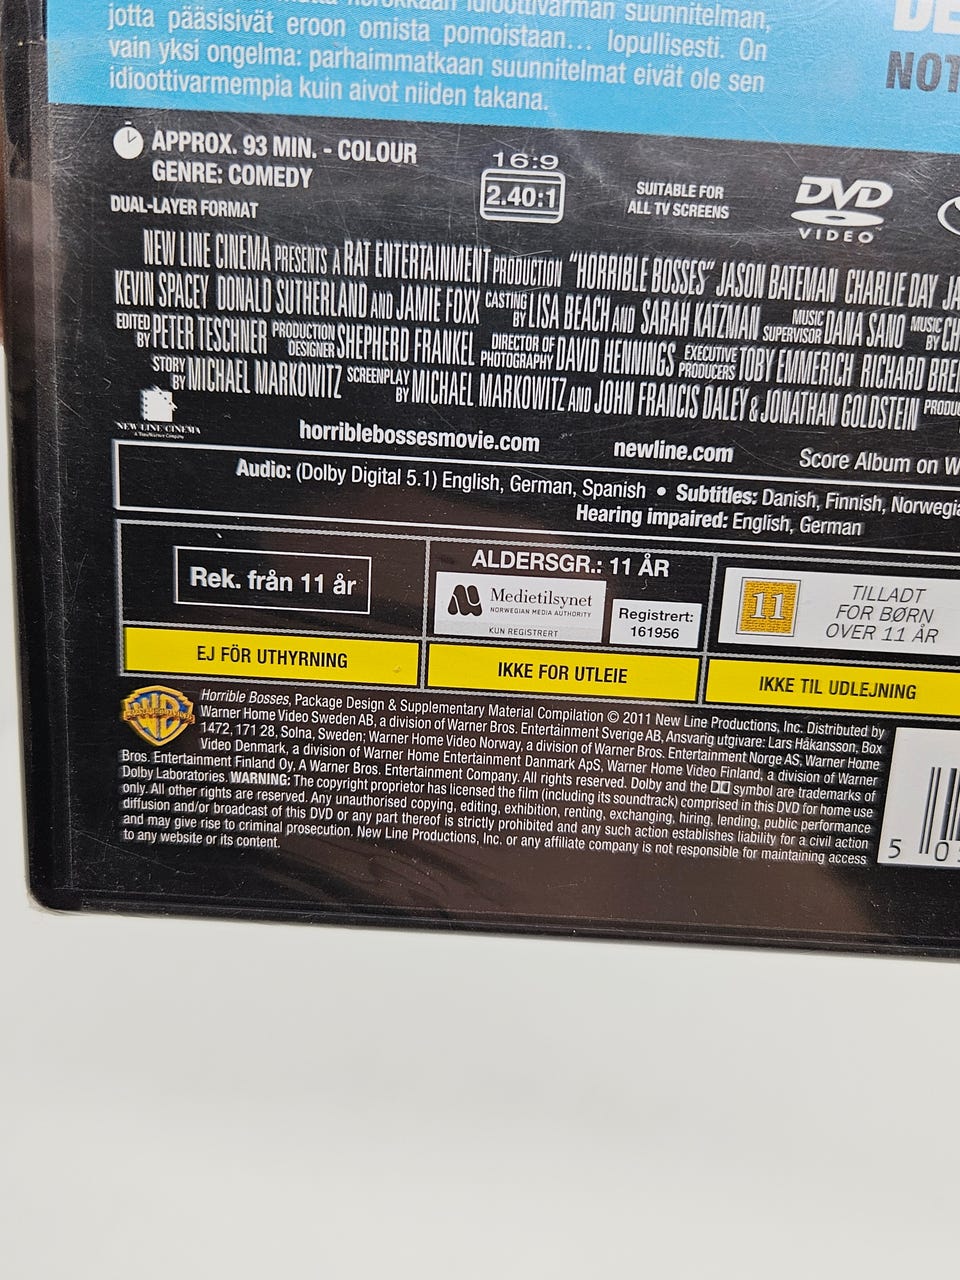 idioottivarman suunnitelman,
jotta pääsisivät eroon omista pomoistaan... lopullisesti. On
vain yksi ongelma: parhaimmatkaan suunnitelmat eivät ole sen
idioottivarmempia kuin aivot niiden takana.
DE
NOT
APPROX. 93 MIN. - COLOUR
GENRE: COMEDY
DUAL-LAYER FORMAT
16:9
2.40:1
SUITABLE FOR
ALL TV SCREENS
DVD
VIDEO
NEW LINE CINEMA PRESENTS A RAT ENTERTAINMENT PRODUCTION "HORRIBLE BOSSES" JASON BATEMAN CHARLIE DAY JA
KEVIN SPACEY DONALD SUTHERLAND AND JAMIE FOXX CASTING BY LISA BEACH AND SARAH KATZMAN MUSIC SUPERVISOR DANA SANO MUSIC BY CH
EDITED BY PETER TESCHNER PRODUCTION DESIGNER SHEPHERD FRANKEL DIRECTOR OF PHOTOGRAPHY DAVID HENNINGS EXECUTIVE PRODUCERS TOBY EMMERICH RICHARD BRE
STORY BY MICHAEL MARKOWITZ SCREENPLAY BY MICHAEL MARKOWITZ AND JOHN FRANCIS DALEY & JONATHAN GOLDSTEIN PRODU
NEW LINE CINEMA
A TimeWarner Company
horriblebossesmovie.com newline.com Score Album on W
Audio: (Dolby Digital 5.1) English, German, Spanish • Subtitles: Danish, Finnish, Norwegia
Hearing impaired: English, German
Rek. från 11 år
EJ FÖR UTHYRNING
ALDERSGR.: 11 ÅR
Medietilsynet
NORWEGIAN MEDIA AUTHORITY
KUN REGISTRERT
Registrert:
161956
IKKE FOR UTLEIE
11
TILLADT
FOR BØRN
OVER 11 ÅR
IKKE TIL UDLEJNING
WB
Horrible Bosses, Package Design & Supplementary Material Compilation © 2011 New Line Productions, Inc. Distributed by
Warner Home Video Sweden AB, a division of Warner Bros. Entertainment Sverige AB, Ansvarig utgivare: Lars Håkansson, Box
1472, 171 28, Solna, Sweden; Warner Home Video Norway, a division of Warner Bros. Entertainment Norge AS, Warner Home
Video Denmark, a division of Warner Home Entertainment Danmark ApS, Warner Home Video Finland, a division of Warner
Bros. Entertainment Finland Oy, A Warner Bros. Entertainment Company. All rights reserved. Dolby and the DD symbol are trademarks of
Dolby Laboratories. WARNING: The copyright proprietor has licensed the film (including its soundtrack) comprised in this DVD for home use
only. All other rights are reserved. Any unauthorised copying, editing, exhibition, renting, exchanging, hiring, lending, public performance
diffusion and/or broadcast of this DVD or any part thereof is strictly prohibited and any such action establishes liability for a civil action
and may give rise to criminal prosecution. New Line Productions, Inc. or any affiliate company is not responsible for maintaining access
to any website or its content.
5 0